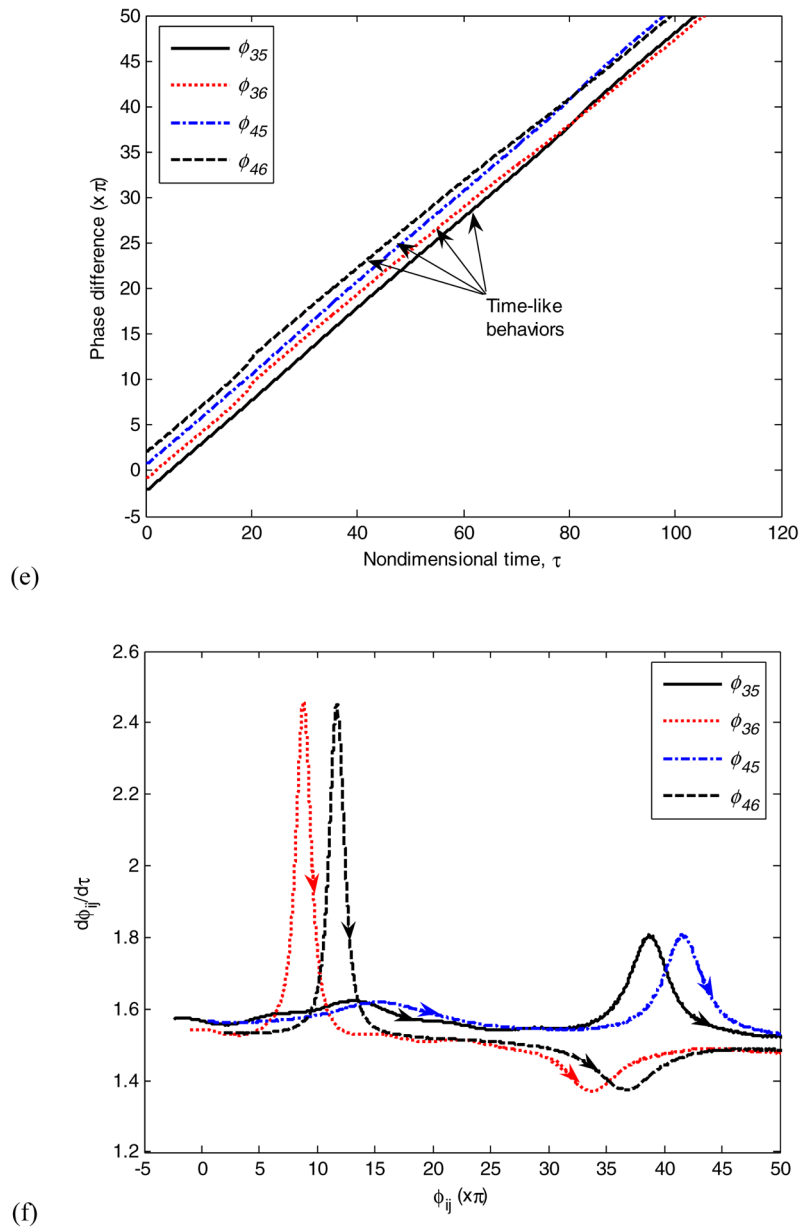 50
45
40
35
30
25
20
15
10
5
0
-5
Phase difference (x π)
ϕ35
ϕ36
ϕ45
ϕ46
Time-like
behaviors
0 20 40 60 80 100 120
Nondimensional time, τ
(e)
2.6
2.4
2.2
2
1.8
1.6
1.4
1.2
dϕij/dτ
ϕ35
ϕ36
ϕ45
ϕ46
-5 0 5 10 15 20 25 30 35 40 45 50
ϕij (xπ)
(f)